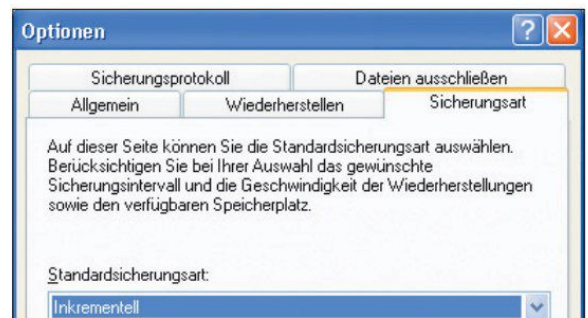 Optionen
Sicherungsprotokoll Dateien ausschließen
Allgemein Wiederherstellen Sicherungsart
Auf dieser Seite können Sie die Standardsicherungsart auswählen.
Berücksichtigen Sie bei Ihrer Auswahl das gewünschte
Sicherungsintervall und die Geschwindigkeit der Wiederherstellungen
sowie den verfügbaren Speicherplatz.
Standardsicherungsart:
Inkrementell